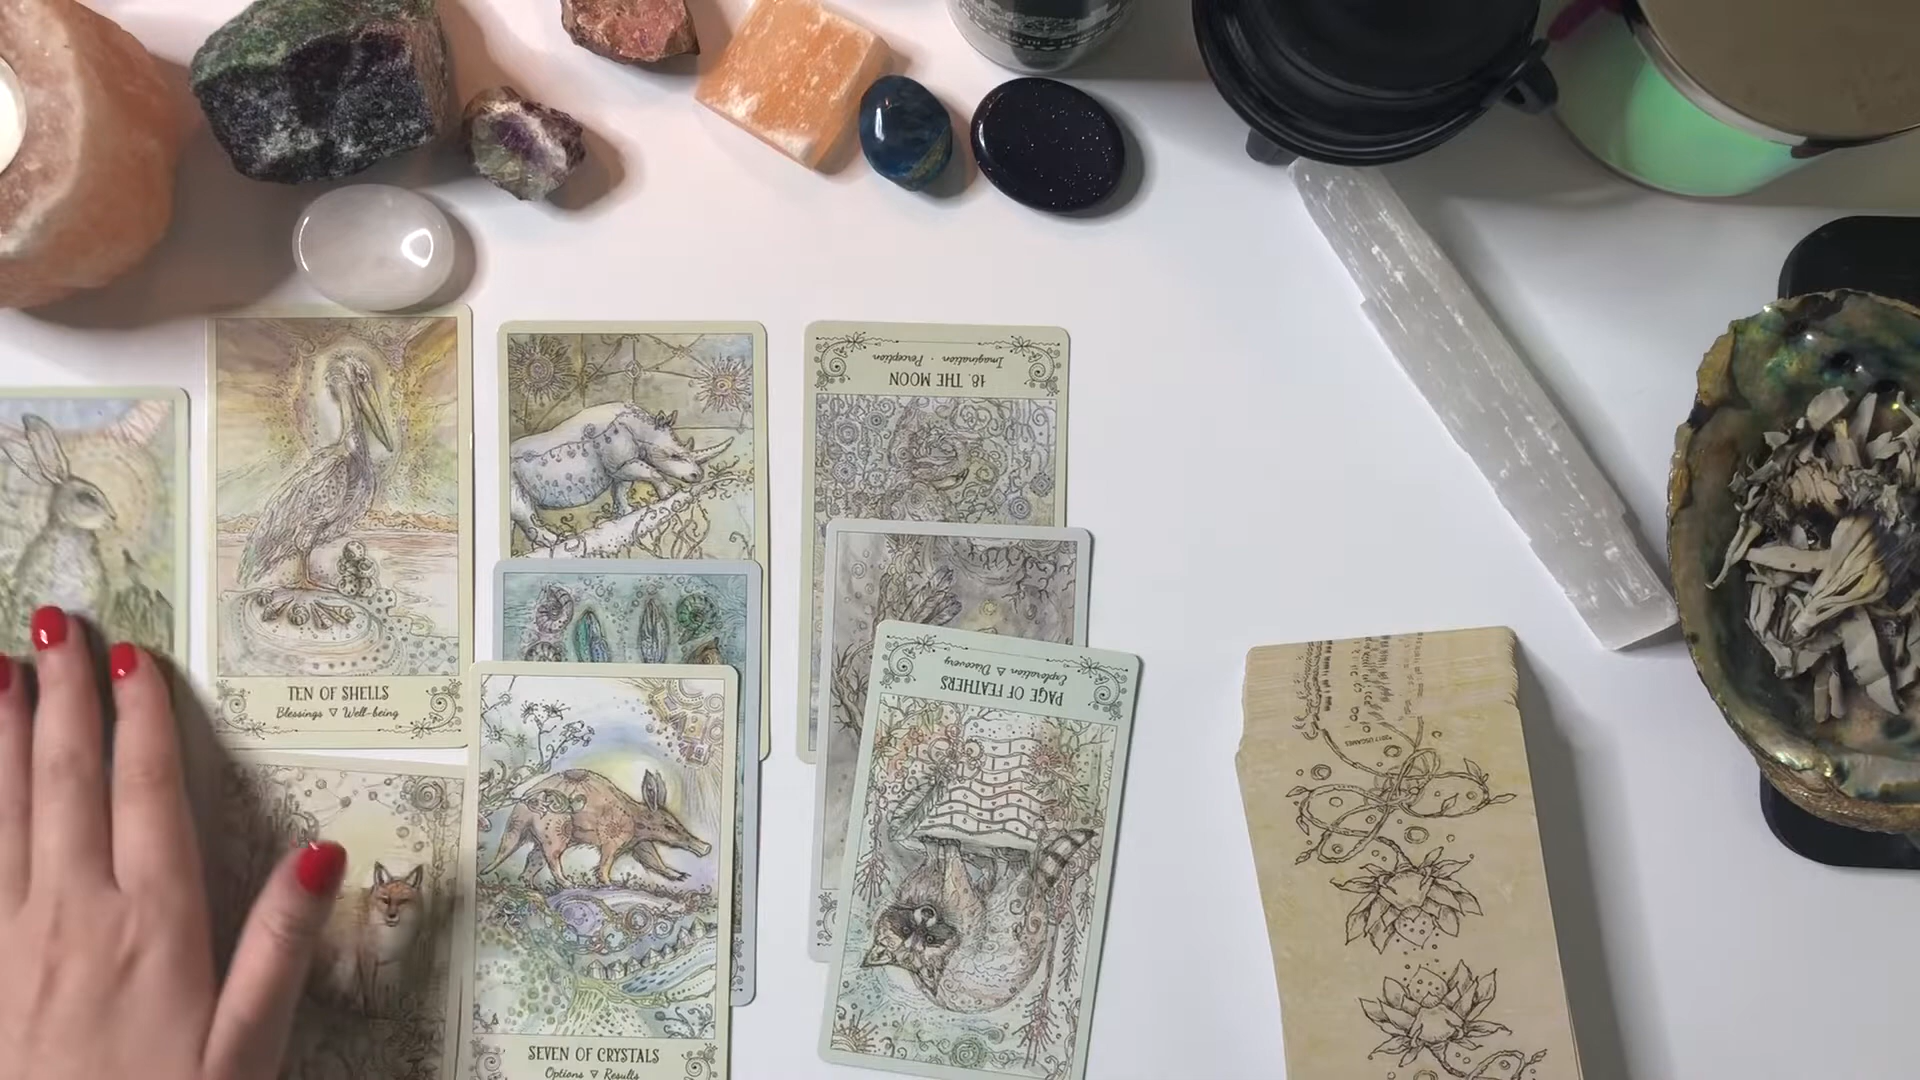 18. THE MOON
Imagination · Perception
TEN OF SHELLS
Blessings ▽ Well-being
PAGE OF FEATHERS
Exploration △ Discovery
SEVEN OF CRYSTALS
Options ▽ Results